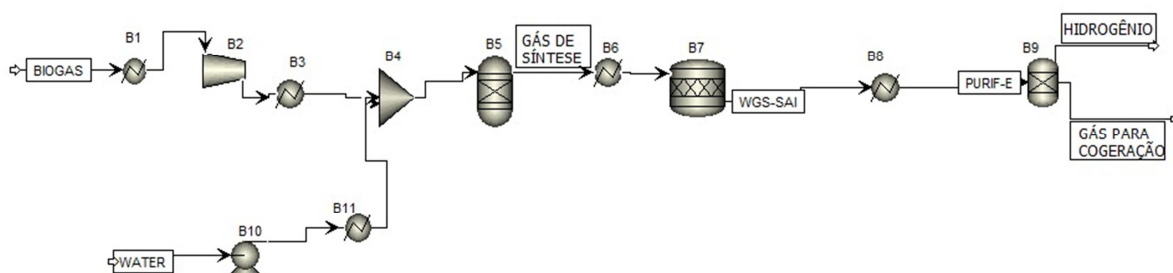 BIOGAS
B1
B2
B3
B4
B5
GÁS DE
SÍNTESE
B6
B7
WGS-SAI
B8
PURIF-E
B9
HIDROGÊNIO
GÁS PARA
COGERAÇÃO
WATER
B10
B11